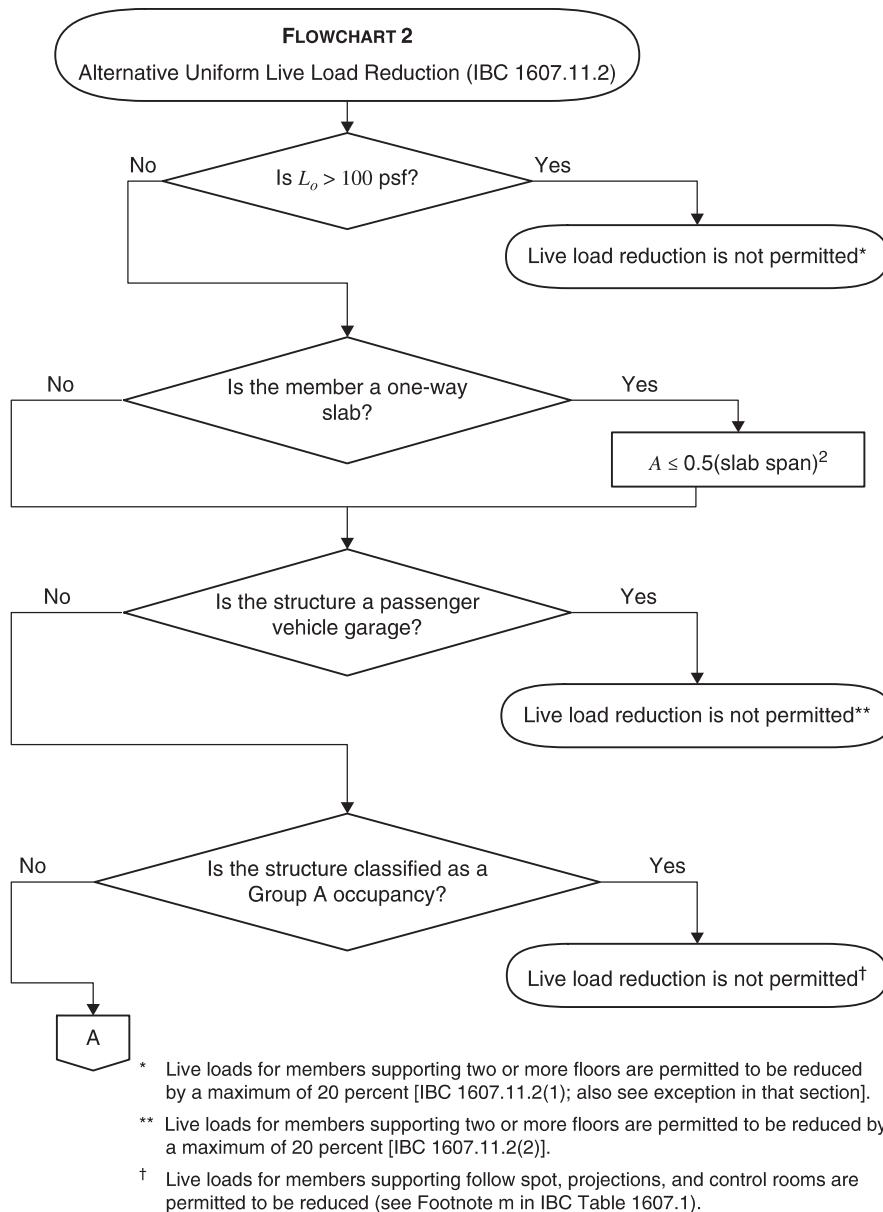 FLOWCHART 2
Alternative Uniform Live Load Reduction (IBC 1607.11.2)
No
Yes
Is Lo > 100 psf?
Live load reduction is not permitted*
No
Yes
Is the member a one-way
slab?
A ≤ 0.5(slab span)2
No
Yes
Is the structure a passenger
vehicle garage?
Live load reduction is not permitted**
No
Yes
Is the structure classified as a
Group A occupancy?
Live load reduction is not permitted†
A
* Live loads for members supporting two or more floors are permitted to be reduced
by a maximum of 20 percent [IBC 1607.11.2(1); also see exception in that section].
** Live loads for members supporting two or more floors are permitted to be reduced by
a maximum of 20 percent [IBC 1607.11.2(2)].
† Live loads for members supporting follow spot, projections, and control rooms are
permitted to be reduced (see Footnote m in IBC Table 1607.1).